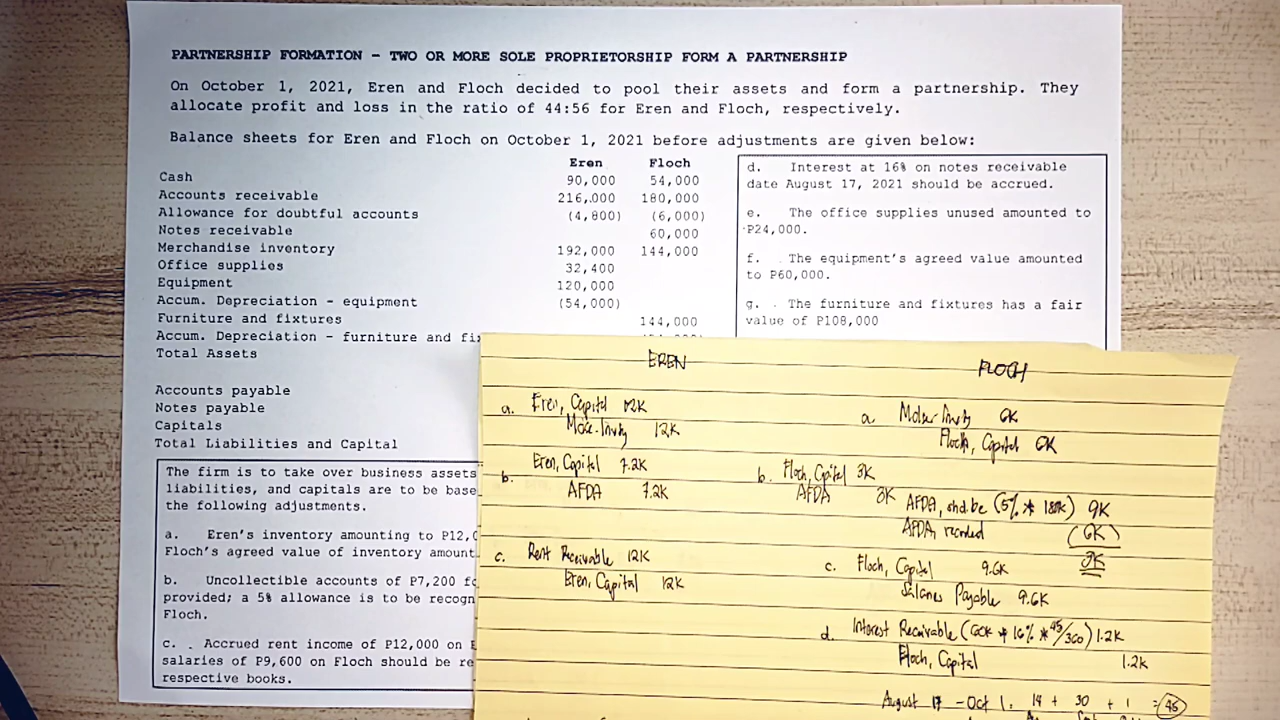 PARTNERSHIP FORMATION – TWO OR MORE SOLE PROPRIETORSHIP FORM A PARTNERSHIP
On October 1, 2021, Eren and Floch decided to pool their assets and form a partnership. They
allocate profit and loss in the ratio of 44:56 for Eren and Floch, respectively.
Balance sheets for Eren and Floch on October 1, 2021 before adjustments are given below:
Eren Floch
Cash 90,000 54,000
Accounts receivable 216,000 180,000
Allowance for doubtful accounts (4,800) (6,000)
Notes receivable 60,000
Merchandise inventory 192,000 144,000
Office supplies 32,400
Equipment 120,000
Accum. Depreciation - equipment (54,000)
Furniture and fixtures 144,000
Accum. Depreciation - furniture and fi
Total Assets
Accounts payable
Notes payable
Capitals
Total Liabilities and Capital
The firm is to take over business assets
liabilities, and capitals are to be base
the following adjustments.
a. Eren's inventory amounting to P12,0
Floch's agreed value of inventory amount
b. Uncollectible accounts of P7,200 fo
provided; a 5% allowance is to be recogn
Floch.
c. Accrued rent income of P12,000 on E
salaries of P9,600 on Floch should be re
respective books.
d. Interest at 16% on notes receivable
date August 17, 2021 should be accrued.
e. The office supplies unused amounted to
P24,000.
f. The equipment's agreed value amounted
to P60,000.
g. The furniture and fixtures has a fair
value of P108,000
EREN
a. Eren, Capital 12K
Mdse. Invty 12K
b. Eren, Capital 7.2K
AFDA 7.2K
c. Rent Receivable 12K
Eren, Capital 12K
FLOCH
a. Mdse. Invty 6K
Floch, Capital 6K
b. Floch, Capital 3K
AFDA 3K
AFDA, shd. be (5% * 180K) 9K
AFDA, recorded (6K)
3K
c. Floch, Capital 9.6K
Salaries Payable 9.6K
d. Interest Receivable (60K * 16% * 45/360) 1.2K
Floch, Capital 1.2K
August 17 - Oct 1: 14 + 30 + 1 = 45